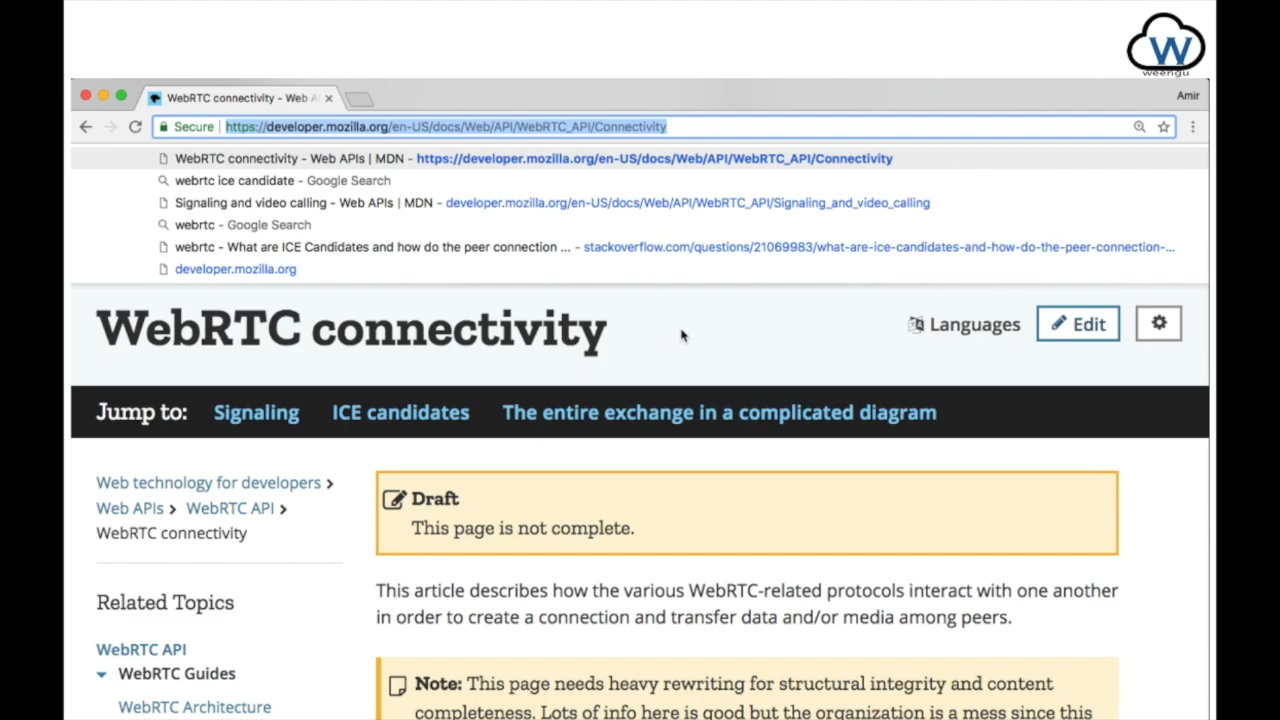 W
weengu
WebRTC connectivity - Web A
Amir
Secure https://developer.mozilla.org/en-US/docs/Web/API/WebRTC_API/Connectivity
WebRTC connectivity - Web APIs | MDN - https://developer.mozilla.org/en-US/docs/Web/API/WebRTC_API/Connectivity
webrtc ice candidate - Google Search
Signaling and video calling - Web APIs | MDN - developer.mozilla.org/en-US/docs/Web/API/WebRTC_API/Signaling_and_video_calling
webrtc - Google Search
webrtc - What are ICE Candidates and how do the peer connection ... - stackoverflow.com/questions/21069983/what-are-ice-candidates-and-how-do-the-peer-connection-...
developer.mozilla.org
WebRTC connectivity
Languages
Edit
Jump to: Signaling ICE candidates The entire exchange in a complicated diagram
Web technology for developers >
Web APIs > WebRTC API >
WebRTC connectivity
Draft
This page is not complete.
This article describes how the various WebRTC-related protocols interact with one another
in order to create a connection and transfer data and/or media among peers.
Related Topics
WebRTC API
WebRTC Guides
WebRTC Architecture
Note: This page needs heavy rewriting for structural integrity and content
completeness. Lots of info here is good but the organization is a mess since this